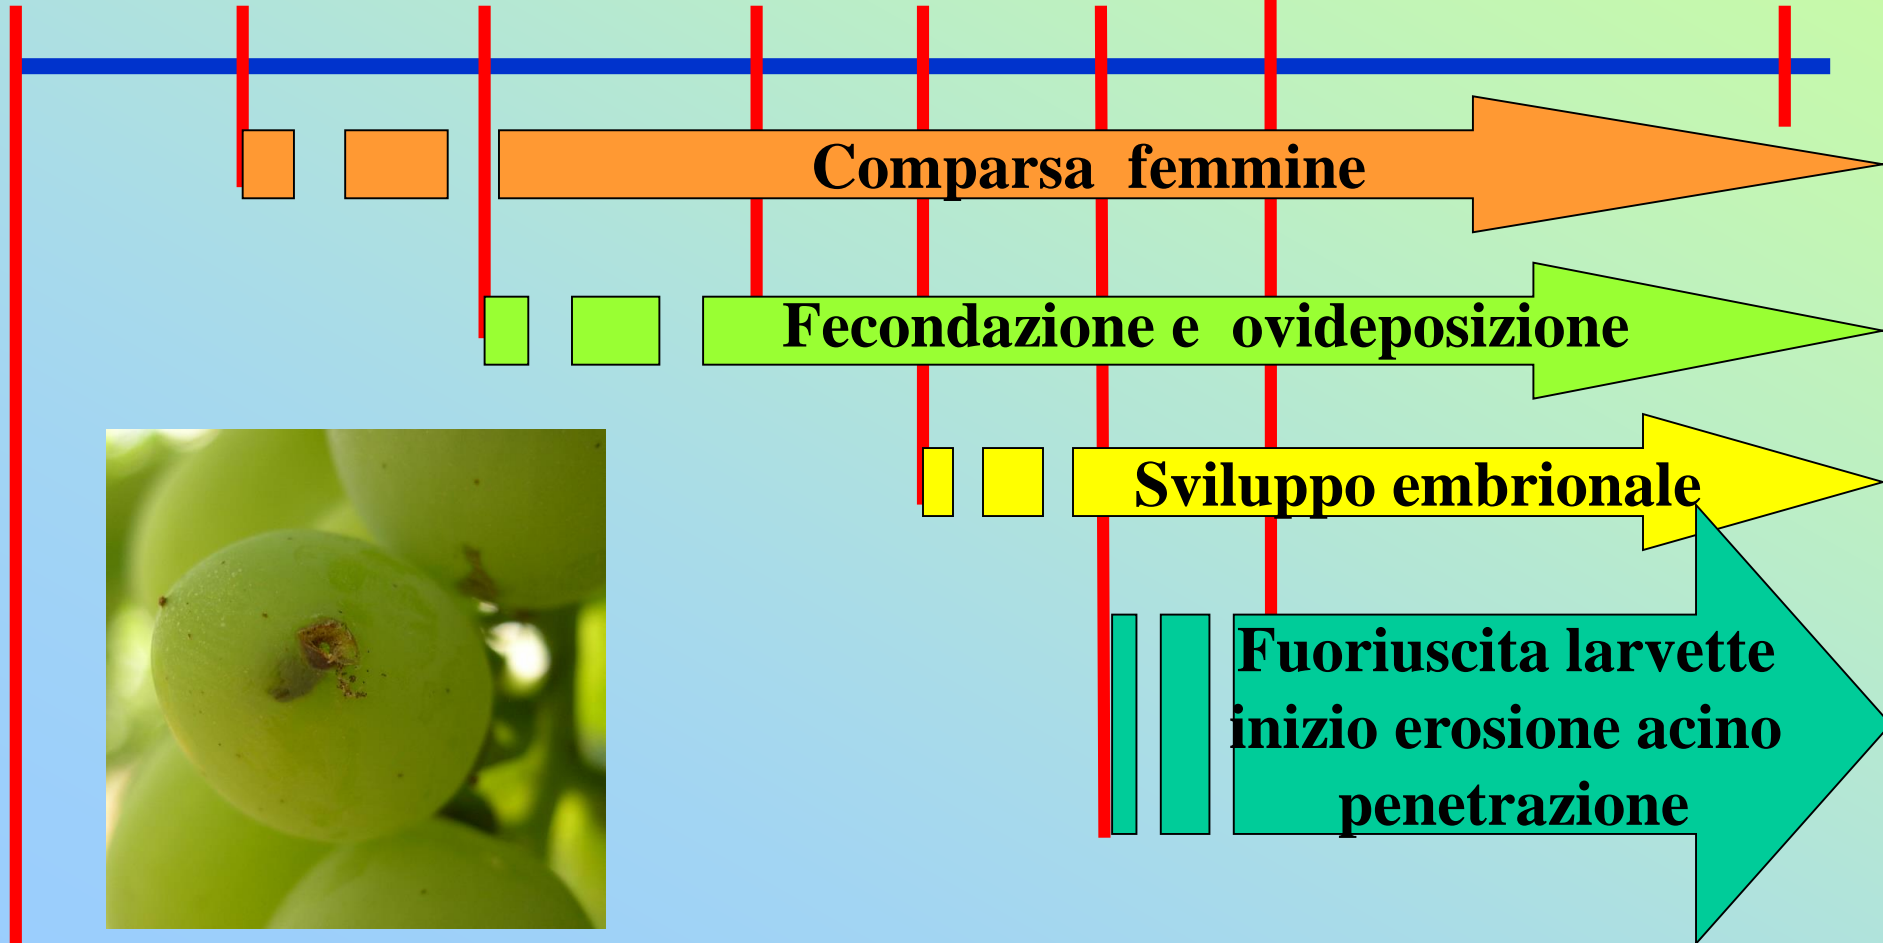 Comparsa femmine
Fecondazione e ovideposizione
Sviluppo embrionale
Fuoriuscita larvette
inizio erosione acino
penetrazione